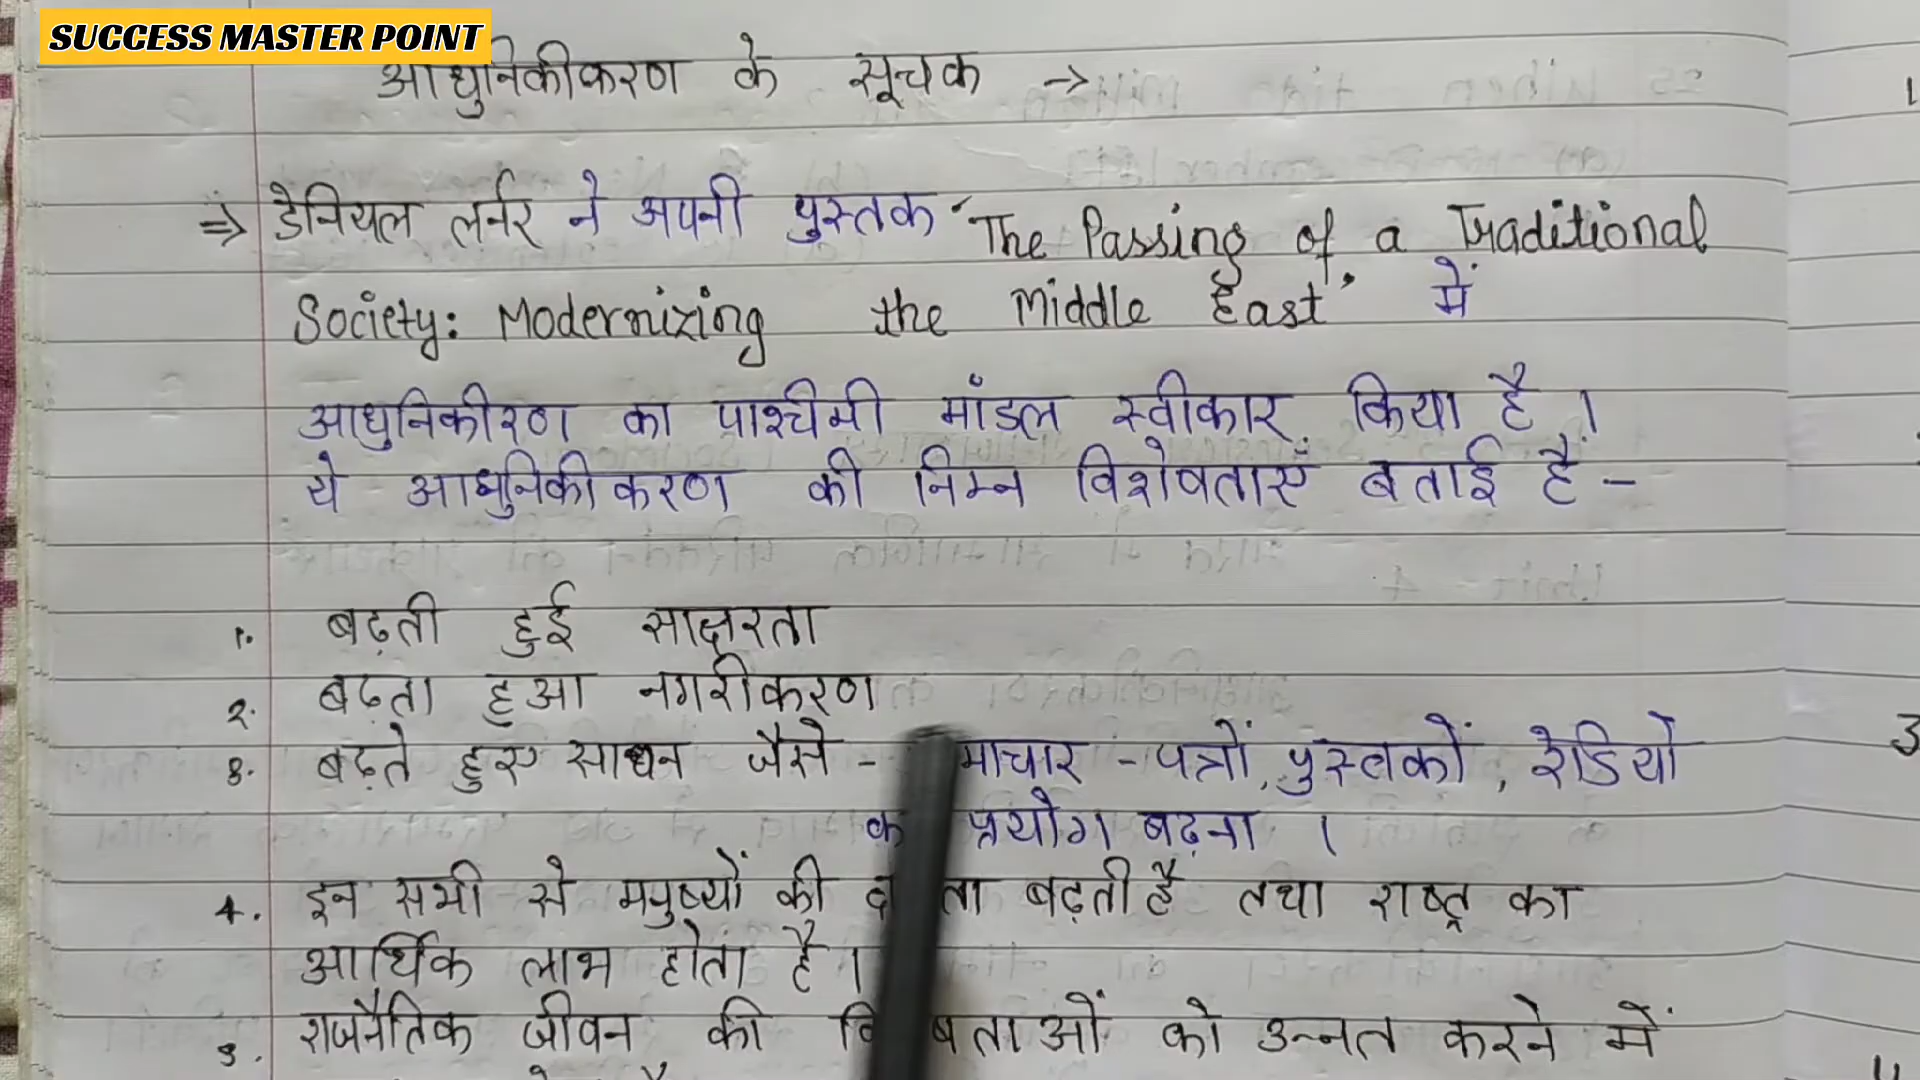 SUCCESS MASTER POINT
आधुनिकीकरण के सूचक →
⇒ डेनियल लर्नर ने अपनी पुस्तक 'The Passing of a Traditional
Society: Modernizing the Middle East' में
आधुनिकीरण का पाश्चीमी मॉडल स्वीकार किया है ।
ये आधुनिकीकरण की निम्न विशेषताएँ बताई हैं -
1. बढ़ती हुई साक्षरता
2. बढ़ता हुआ नगरीकरण
3. बढ़ते हुए साधन जैसे - माचार - पत्रों, पुस्तकों, रेडियों
प्रयोग बढ़ना ।
4. इन सभी से मनुष्यों की बढ़ती है तथा राष्ट्र का
आर्थिक लाभ होता है ।
5. राजनैतिक जीवन की को उन्नत करने में